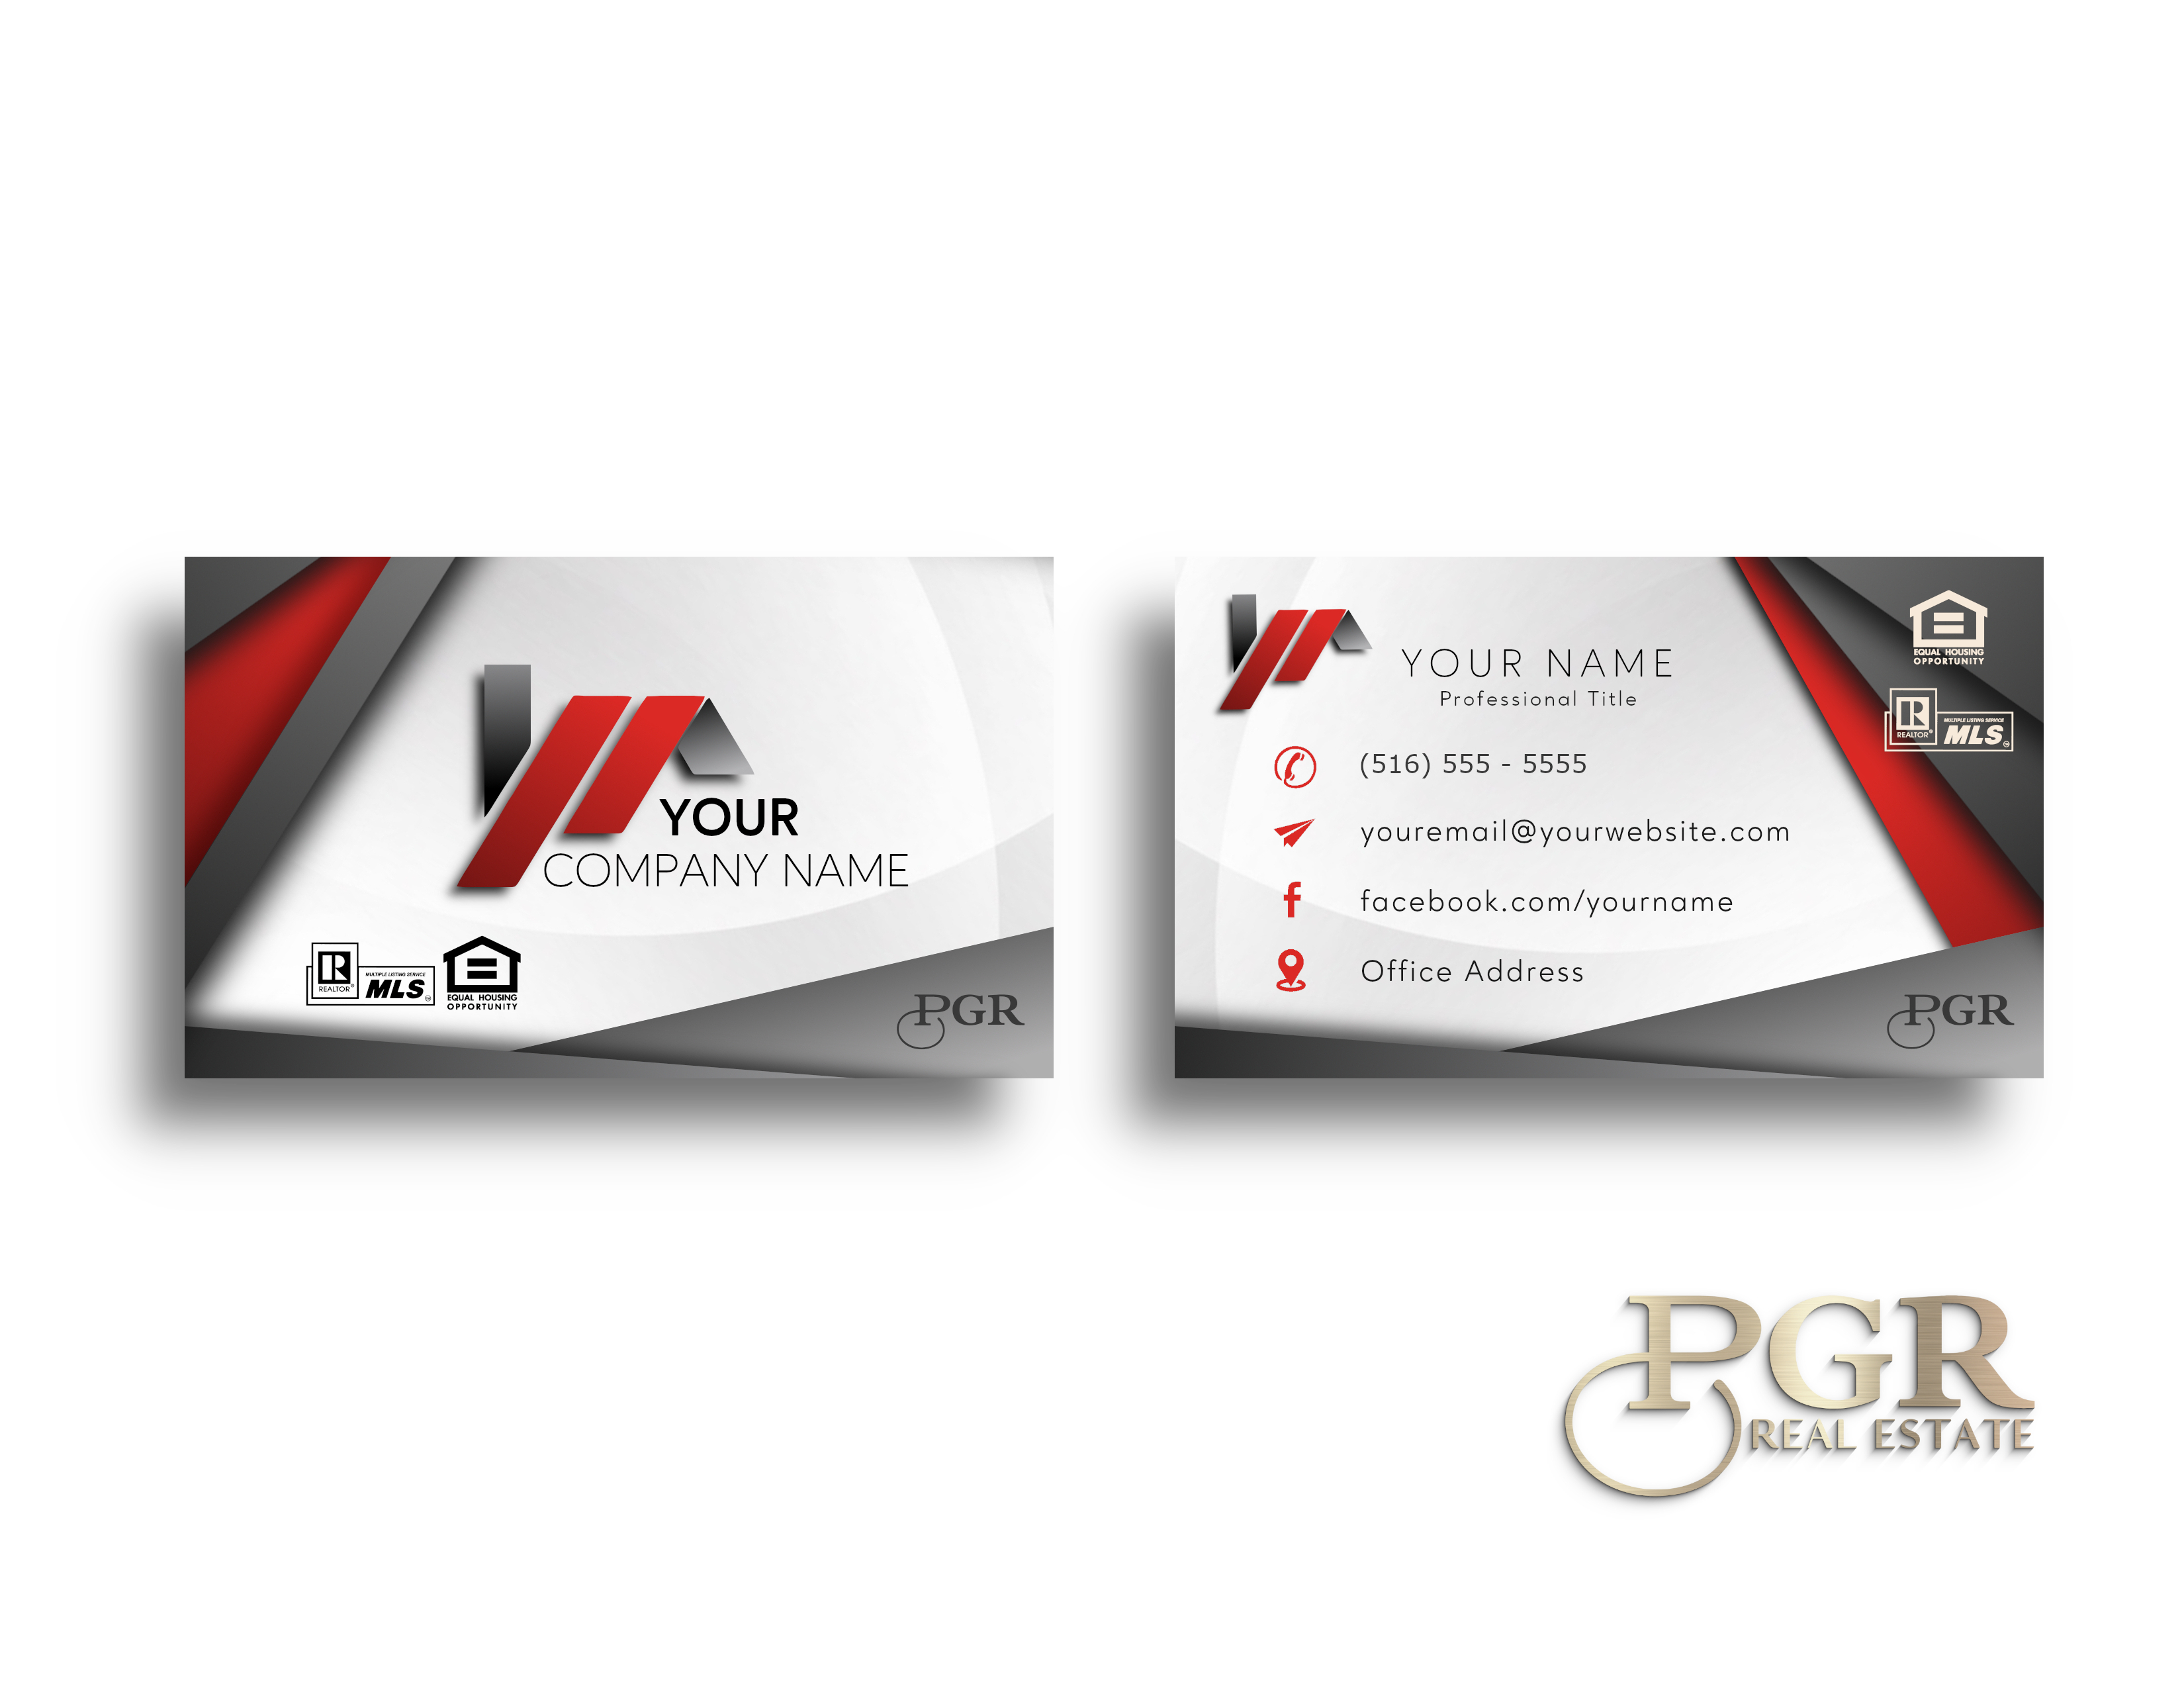 YOUR
COMPANY NAME
R
REALTOR®
MULTIPLE LISTING SERVICE
MLS
EQUAL HOUSING
OPPORTUNITY
PGR
YOUR NAME
Professional Title
(516) 555 - 5555
youremail@yourwebsite.com
facebook.com/yourname
Office Address
EQUAL HOUSING
OPPORTUNITY
R
REALTOR®
MULTIPLE LISTING SERVICE
MLS
PGR
PGR
REAL ESTATE